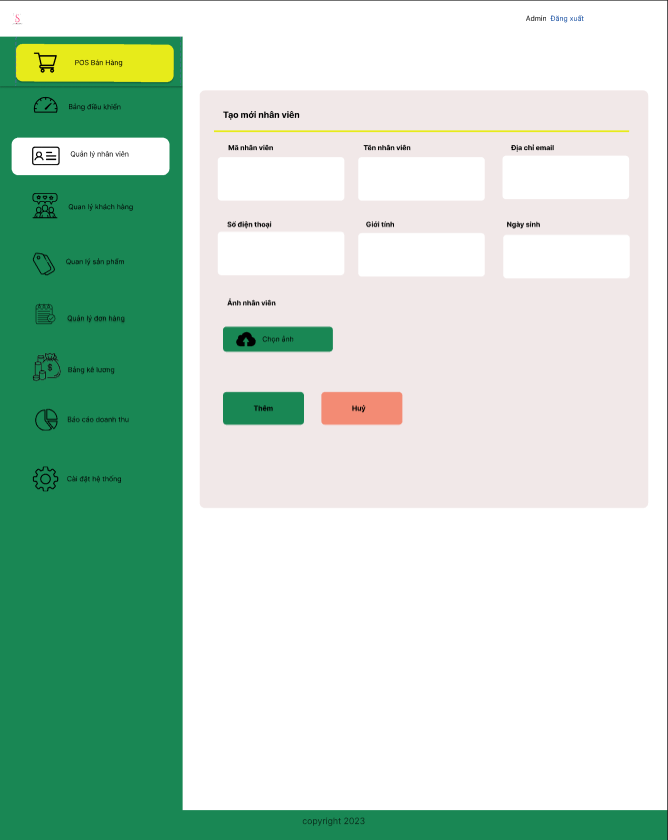 S
Admin Đăng xuất
POS Bán Hàng
Bảng điều khiển
Quản lý nhân viên
Quản lý khách hàng
Quản lý sản phẩm
Quản lý đơn hàng
Bảng kê lương
Báo cáo doanh thu
Cài đặt hệ thống
Tạo mới nhân viên
Mã nhân viên Tên nhân viên Địa chỉ email
Số điện thoại Giới tính Ngày sinh
Ảnh nhân viên
Chọn ảnh
Thêm Huỷ
copyright 2023